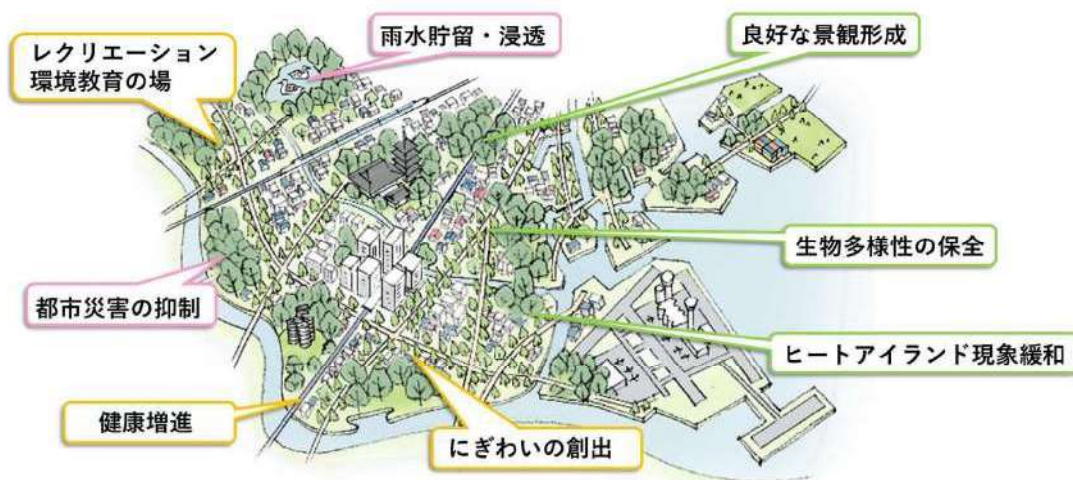 レクリエーション
環境教育の場
雨水貯留・浸透
良好な景観形成
生物多様性の保全
都市災害の抑制
ヒートアイランド現象緩和
健康増進
にぎわいの創出